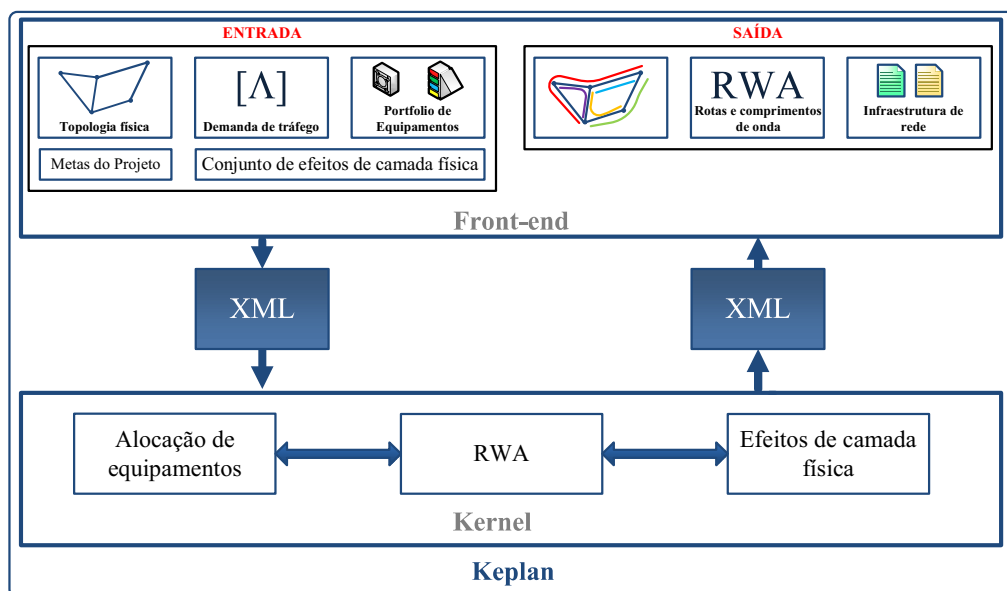 ENTRADA
Topologia física
[Λ]
Demanda de tráfego
Portfolio de
Equipamentos
Metas do Projeto
Conjunto de efeitos de camada física
SAÍDA
RWA
Rotas e comprimentos
de onda
Infraestrutura de
rede
Front-end
XML
XML
Alocação de
equipamentos
RWA
Efeitos de camada
física
Kernel
Keplan